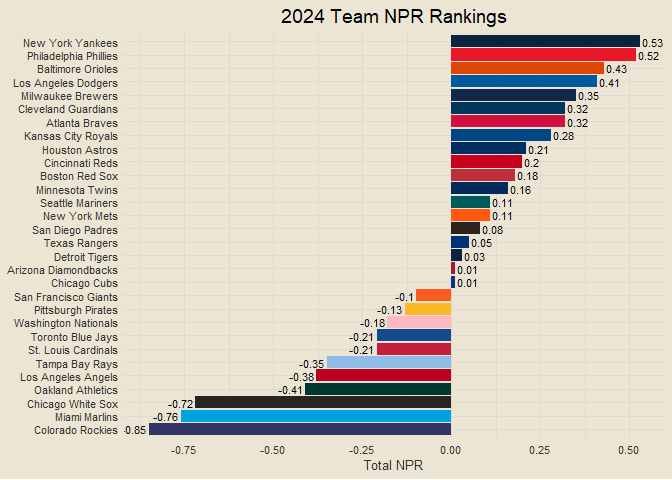 2024 Team NPR Rankings
New York Yankees 0.53
Philadelphia Phillies 0.52
Baltimore Orioles 0.43
Los Angeles Dodgers 0.41
Milwaukee Brewers 0.35
Cleveland Guardians 0.32
Atlanta Braves 0.32
Kansas City Royals 0.28
Houston Astros 0.21
Cincinnati Reds 0.2
Boston Red Sox 0.18
Minnesota Twins 0.16
Seattle Mariners 0.11
New York Mets 0.11
San Diego Padres 0.08
Texas Rangers 0.05
Detroit Tigers 0.03
Arizona Diamondbacks 0.01
Chicago Cubs 0.01
San Francisco Giants -0.1
Pittsburgh Pirates -0.13
Washington Nationals -0.18
Toronto Blue Jays -0.21
St. Louis Cardinals -0.21
Tampa Bay Rays -0.35
Los Angeles Angels -0.38
Oakland Athletics -0.41
Chicago White Sox -0.72
Miami Marlins -0.76
Colorado Rockies -0.85
-0.75 -0.50 -0.25 0.00 0.25 0.50
Total NPR